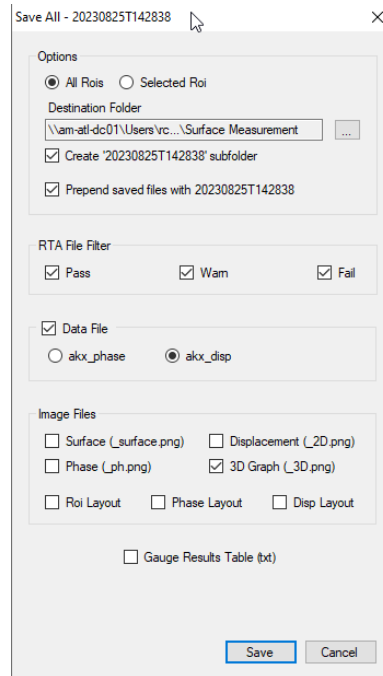 Save All - 20230825T142838
Options
All Rois Selected Roi
Destination Folder
\\am-atl-dc01\Users\rc...\Surface Measurement ...
Create '20230825T142838' subfolder
Prepend saved files with 20230825T142838
RTA File Filter
Pass Warn Fail
Data File
akx_phase akx_disp
Image Files
Surface (_surface.png) Displacement (_2D.png)
Phase (_ph.png) 3D Graph (_3D.png)
Roi Layout Phase Layout Disp Layout
Gauge Results Table (txt)
Save Cancel